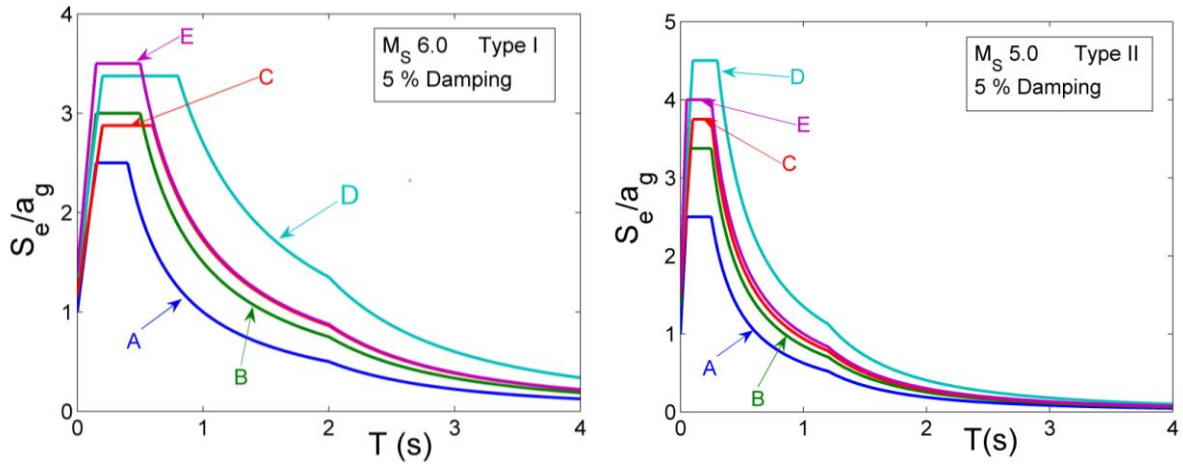 4
3
2
1
0
S_e/a_g
E
C
D
A
B
M_S 6.0 Type I
5 % Damping
0 1 2 3 4
T (s)
5
4
3
2
1
0
S_e/a_g
D
E
C
A
B
M_S 5.0 Type II
5 % Damping
0 1 2 3 4
T(s)